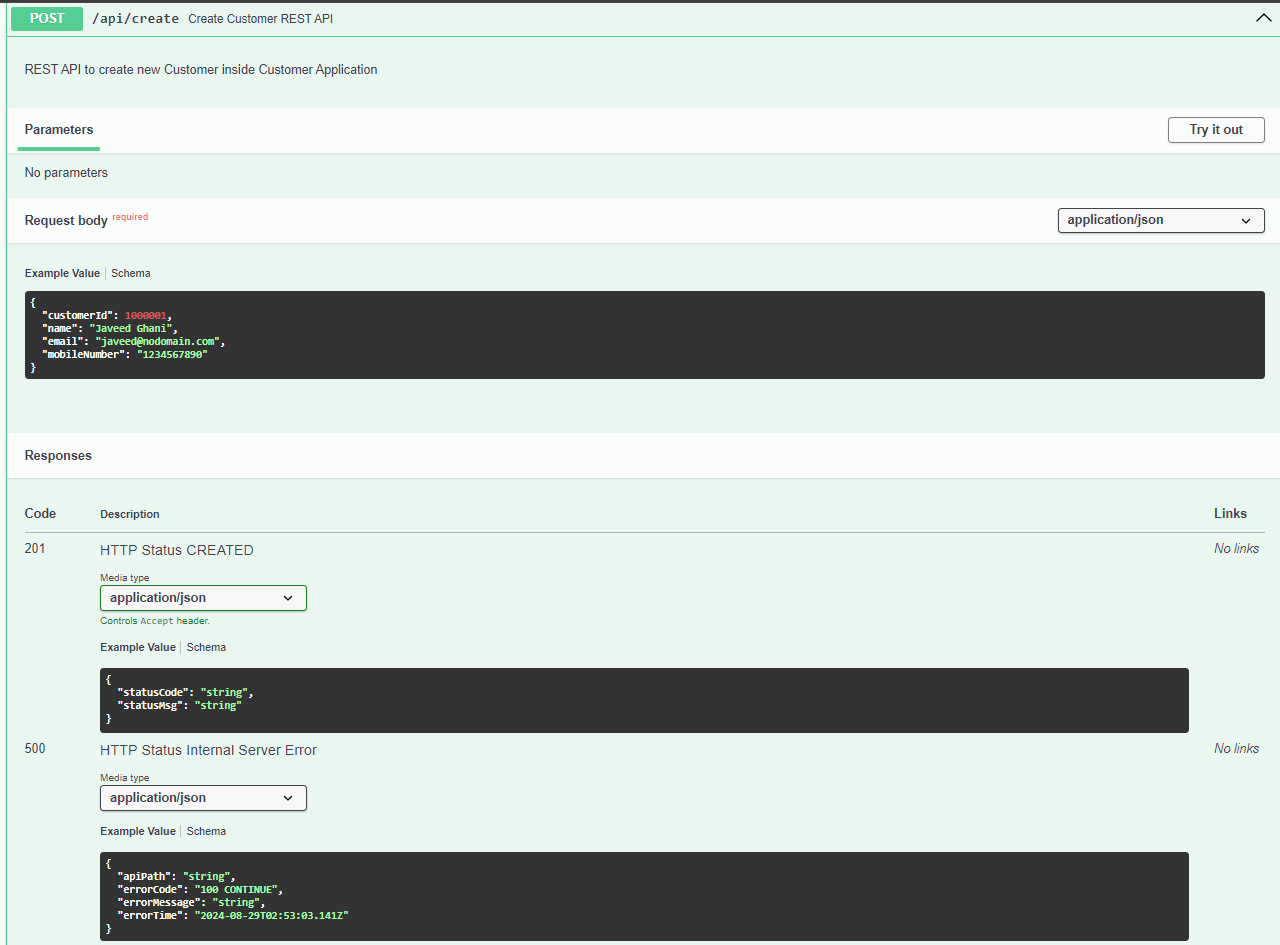 POST /api/create Create Customer REST API
REST API to create new Customer inside Customer Application
Parameters
Try it out
No parameters
Request body required
application/json
Example Value Schema
{
  "customerId": 1000001,
  "name": "Javeed Ghani",
  "email": "javeed@nodomain.com",
  "mobileNumber": "1234567890"
}
Responses
Code Description Links
201 HTTP Status CREATED No links
Media type
application/json
Controls Accept header.
Example Value Schema
{
  "statusCode": "string",
  "statusMsg": "string"
}
500 HTTP Status Internal Server Error No links
Media type
application/json
Example Value Schema
{
  "apiPath": "string",
  "errorCode": "100 CONTINUE",
  "errorMessage": "string",
  "errorTime": "2024-08-29T02:53:03.141Z"
}